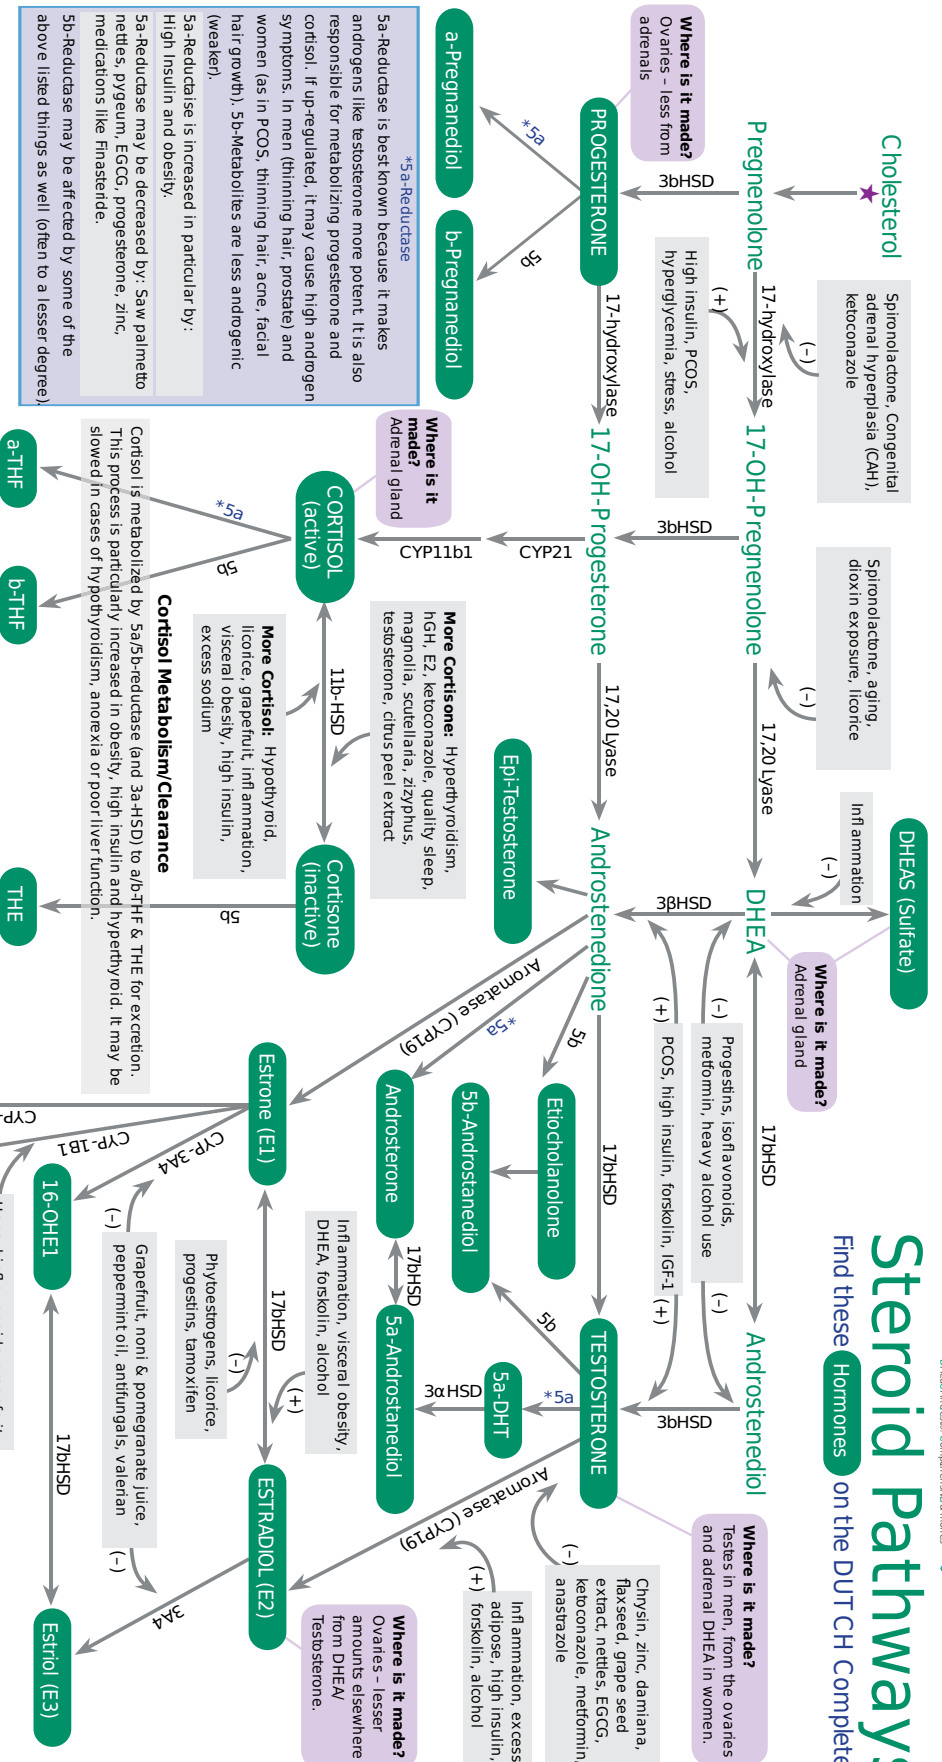 Steroid Pathways
Find these Hormones on the DUTCH Complete
Cholesterol
Pregnenolone
17-hydroxylase
17-OH-Pregnenolone
17,20 Lyase
DHEA
17bHSD
Androstenediol
DHEAS (Sulfate)
Spironolactone, Congenital
adrenal hyperplasia (CAH),
ketoconazole
(–)
High insulin, PCOS,
hyperglycemia, stress, alcohol
(+)
Spironolactone, aging,
dioxin exposure, licorice
(–)
Inflammation
(–)
Where is it made?
Adrenal gland
Where is it made?
Ovaries – less from
adrenals
3bHSD
3bHSD
3βHSD
3bHSD
Progestins, isoflavonoids,
metfomin, heavy alcohol use
(–)
(–)
PCOS, high insulin, forskolin, IGF-1
(+)
(+)
PROGESTERONE
17-hydroxylase
17-OH-Progesterone
17,20 Lyase
Androstenedione
17bHSD
TESTOSTERONE
Where is it made?
Testes in men, from the ovaries
and adrenal DHEA in women.
*5a
5b
a-Pregnanediol
b-Pregnanediol
CYP21
CYP11b1
Epi-Testosterone
5b
Etiocholanolone
5b-Androstanediol
5b
*5a
5a-DHT
3αHSD
*5a
Androsterone
17bHSD
5a-Androstanediol
Aromatase (CYP19)
Aromatase (CYP19)
Chrysin, zinc, damiana,
flaxseed, grape seed
extract, nettles, EGCG,
ketoconazole, metfomin,
anastrazole
(–)
Inflammation, excess
adipose, high insulin,
forskolin, alcohol
(+)
*5a-Reductase
5a-Reductase is best known because it makes
androgens like testosterone more potent. It is also
responsible for metabolizing progesterone and
cortisol. If up-regulated, it may cause high androgen
symptoms. In men (thinning hair, prostate) and
women (as in PCOS, thinning hair, acne, facial
hair growth). 5b-Metabolites are less androgenic
(weaker).
5a-Reductaise is increased in particular by:
High Insulin and obesity.
5a-Reductase may be decreased by: Saw palmetto
nettles, pygeum, EGCG, progesterone, zinc,
medications like Finasteride.
5b-Reductase may be affected by some of the
above listed things as well (often to a lesser degree).
Where is it
made?
Adrenal gland
CORTISOL
(active)
11b-HSD
Cortisone
(inactive)
More Cortisone: Hyperthyroidism,
hGH, E2, ketoconazole, quality sleep,
magnolia, scutellaria, zizyphus,
testosterone, citrus peel extract
More Cortisol: Hypothyroid,
licorice, grapefruit, inflammation,
visceral obesity, high insulin,
excess sodium
*5a
5b
5b
Cortisol Metabolism/Clearance
Cortisol is metabolized by 5a/5b-reductase (and 3a-HSD) to a/b-THF & THE for excretion.
This process is particularly increased in obesity, high insulin and hyperthyroid. It may be
slowed in cases of hypothyroidism, anorexia or poor liver function.
a-THF
b-THF
THE
Estrone (E1)
17bHSD
ESTRADIOL (E2)
Inflammation, visceral obesity,
DHEA, forskolin, alcohol
(+)
Phytoestrogens, licorice,
progestins, tamoxifen
(–)
Where is it made?
Ovaries – lesser
amounts elsewhere
from DHEA/
Testosterone.
CYP-3A4
CYP-1B1
Grapefruit, noni & pomegranate juice,
peppermint oil, antifungals, valerian
(–)
(–)
3A4
16-OHE1
17bHSD
Estriol (E3)